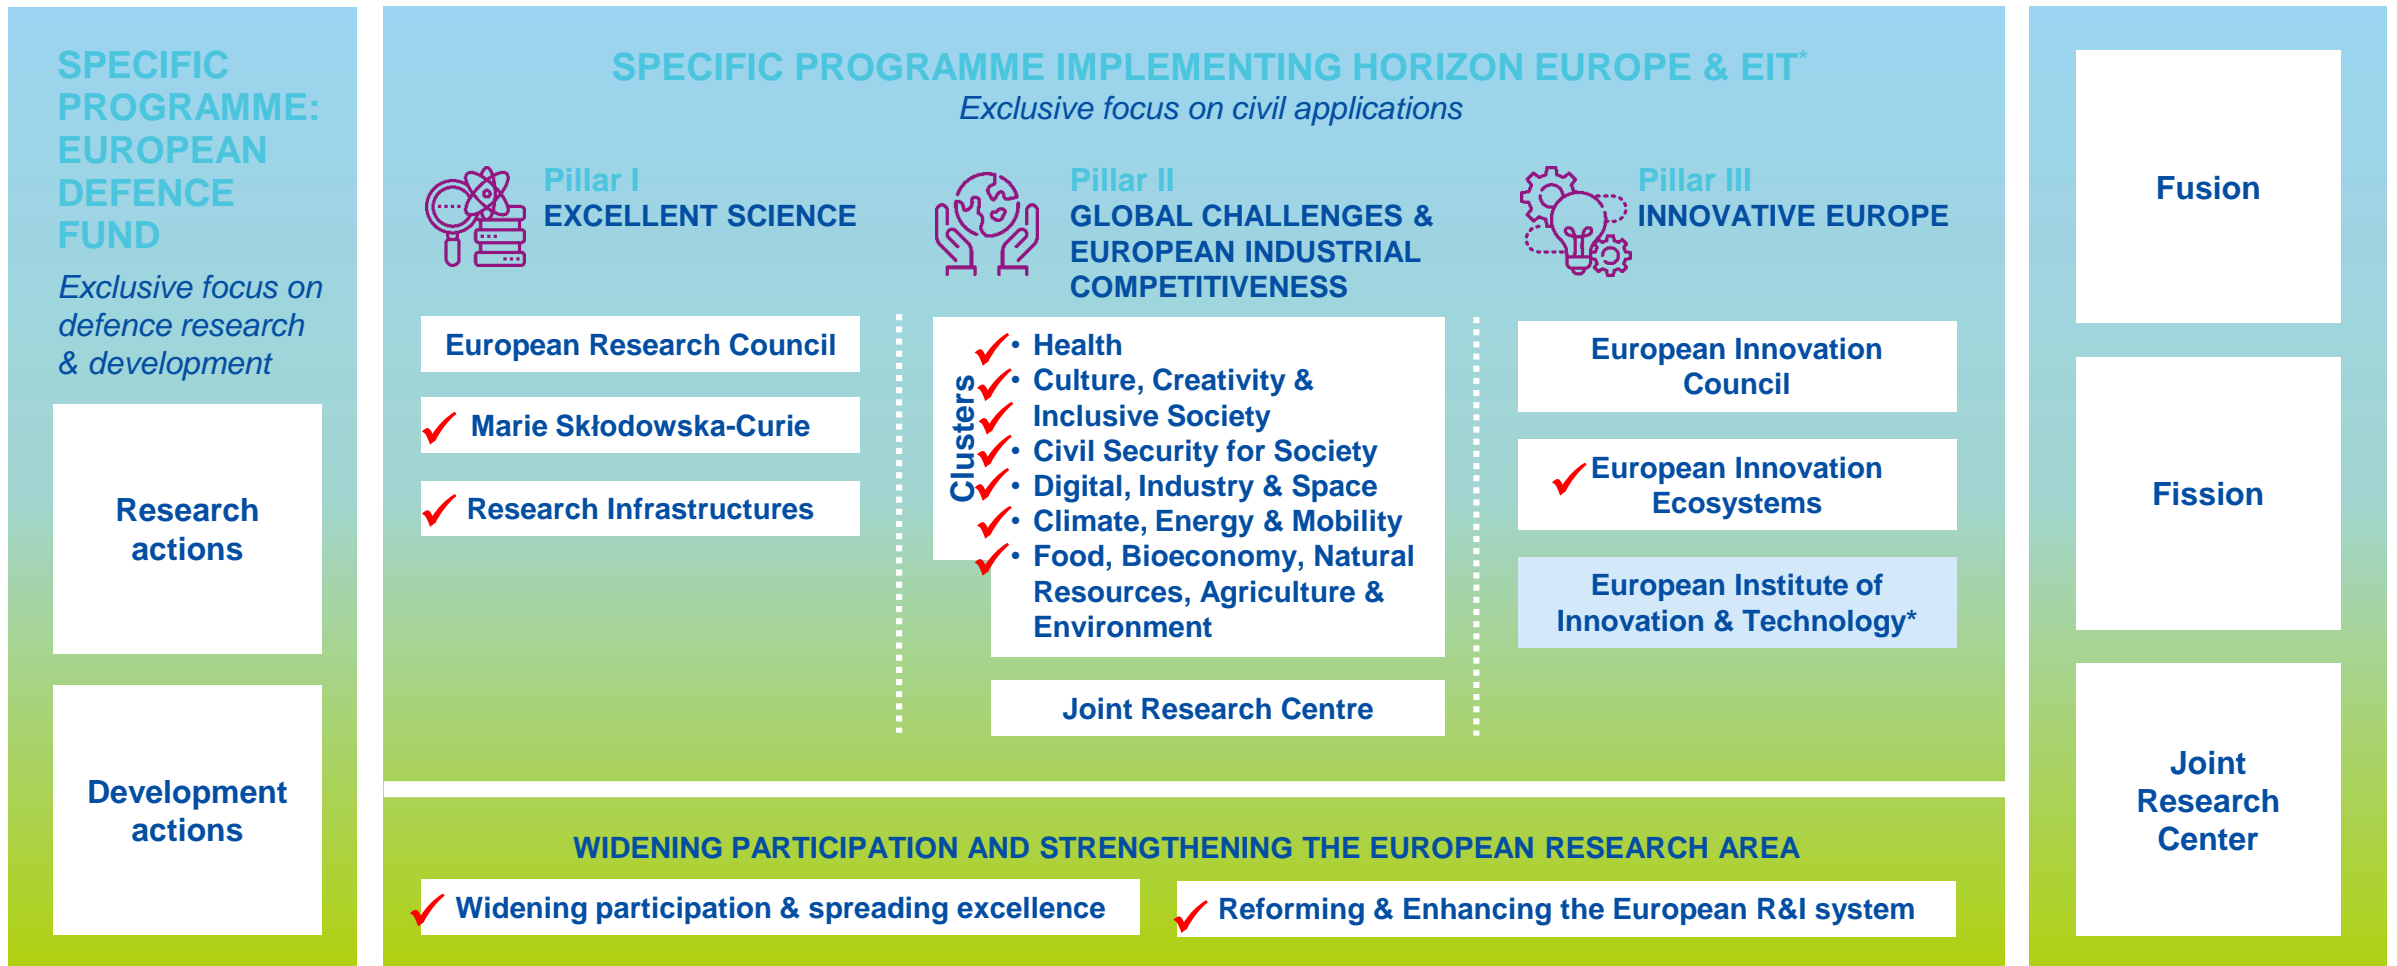 SPECIFIC
PROGRAMME:
EUROPEAN
DEFENCE
FUND
Exclusive focus on
defence research
& development
Research
actions
Development
actions
SPECIFIC PROGRAMME IMPLEMENTING HORIZON EUROPE & EIT*
Exclusive focus on civil applications
Pillar I
EXCELLENT SCIENCE
European Research Council
Marie Skłodowska-Curie
Research Infrastructures
Pillar II
GLOBAL CHALLENGES &
EUROPEAN INDUSTRIAL
COMPETITIVENESS
Clusters
• Health
• Culture, Creativity &
Inclusive Society
• Civil Security for Society
• Digital, Industry & Space
• Climate, Energy & Mobility
• Food, Bioeconomy, Natural
Resources, Agriculture &
Environment
Joint Research Centre
Pillar III
INNOVATIVE EUROPE
European Innovation
Council
European Innovation
Ecosystems
European Institute of
Innovation & Technology*
WIDENING PARTICIPATION AND STRENGTHENING THE EUROPEAN RESEARCH AREA
Widening participation & spreading excellence
Reforming & Enhancing the European R&I system
Fusion
Fission
Joint
Research
Center